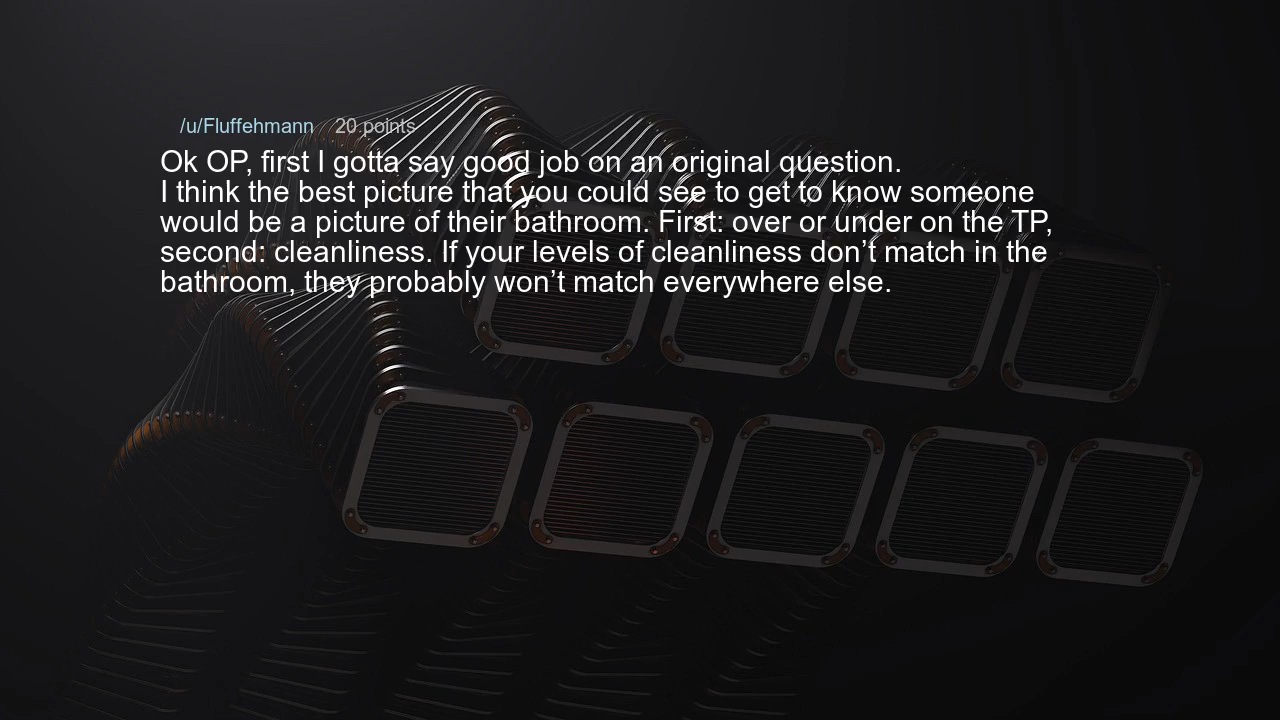 /u/Fluffehmann 20 points
Ok OP, first I gotta say good job on an original question.
I think the best picture that you could see to get to know someone
would be a picture of their bathroom. First: over or under on the TP,
second: cleanliness. If your levels of cleanliness don’t match in the
bathroom, they probably won’t match everywhere else.